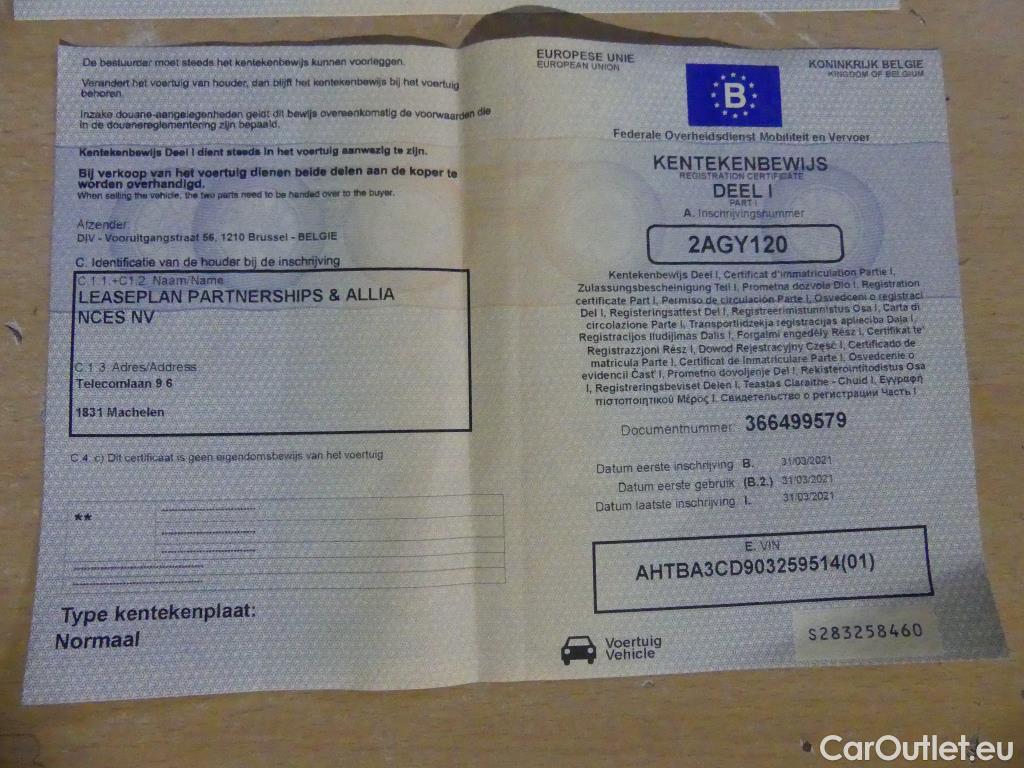 De bestuurder moet steeds het kentekenbewijs kunnen voorleggen.
Verandert het voertuig van houder, dan blijft het kentekenbewijs bij het voertuig
behoren.
Inzake douane-aangelegenheden geldt dit bewijs overeenkomstig de voorwaarden die
in de douanereglementering zijn bepaald.
Kentekenbewijs Deel I dient steeds in het voertuig aanwezig te zijn.
Bij verkoop van het voertuig dienen beide delen aan de koper te
worden overhandigd.
When selling the vehicle, the two parts need to be handed over to the buyer.
Afzender:
DIV - Vooruitgangstraat 56, 1210 Brussel - BELGIE
C. Identificatie van de houder bij de inschrijving
C.1.1.+C1.2. Naam/Name
LEASEPLAN PARTNERSHIPS & ALLIA
NCES NV
C.1.3. Adres/Address
Telecomlaan 9 6
1831 Machelen
C.4. c) Dit certificaat is geen eigendomsbewijs van het voertuig
**
Type kentekenplaat:
Normaal
EUROPESE UNIE
EUROPEAN UNION
KONINKRIJK BELGIE
KINGDOM OF BELGIUM
B
Federale Overheidsdienst Mobiliteit en Vervoer
KENTEKENBEWIJS
REGISTRATION CERTIFICATE
DEEL I
PART I
A. Inschrijvingsnummer
2AGY120
Kentekenbewijs Deel I, Certificat d'immatriculation Partie I,
Zulassungsbescheinigung Teil I, Prometna dozvola Dio I, Registration
certificate Part I, Permiso de circulación Parte I, Osvedceni o registraci
Del I, Registeringsattest Del I, Registreerimistunnistus Osa I, Carta di
circolazione Parte I, Transportlidzekja registracijas aplieciba Dala I,
Registracijos liudijimas Dalis I, Forgalmi engedély Rész I, Certifikat te'
Registrazzjoni Rész I, Dowod Rejestracyjny Część I, Certificado de
matricula Part I, Certificat de Inmatriculare Parte I, Osvedcenie o
evidencii Čast' I, Prometno dovoljenje Del I, Rekisterointitodistus Osa
I, Registreringsbeviset Delen I, Teastas Claraithe - Chuid I, Εγγραφή
πιστοποιητικού Μέρος I, Свидетельство о регистрации Часть I
Documentnummer: 366499579
Datum eerste inschrijving B. 31/03/2021
Datum eerste gebruik (B.2.) 31/03/2021
Datum laatste inschrijving I. 31/03/2021
E. VIN
AHTBA3CD903259514(01)
Voertuig
Vehicle
S283258460
CarOutlet.eu